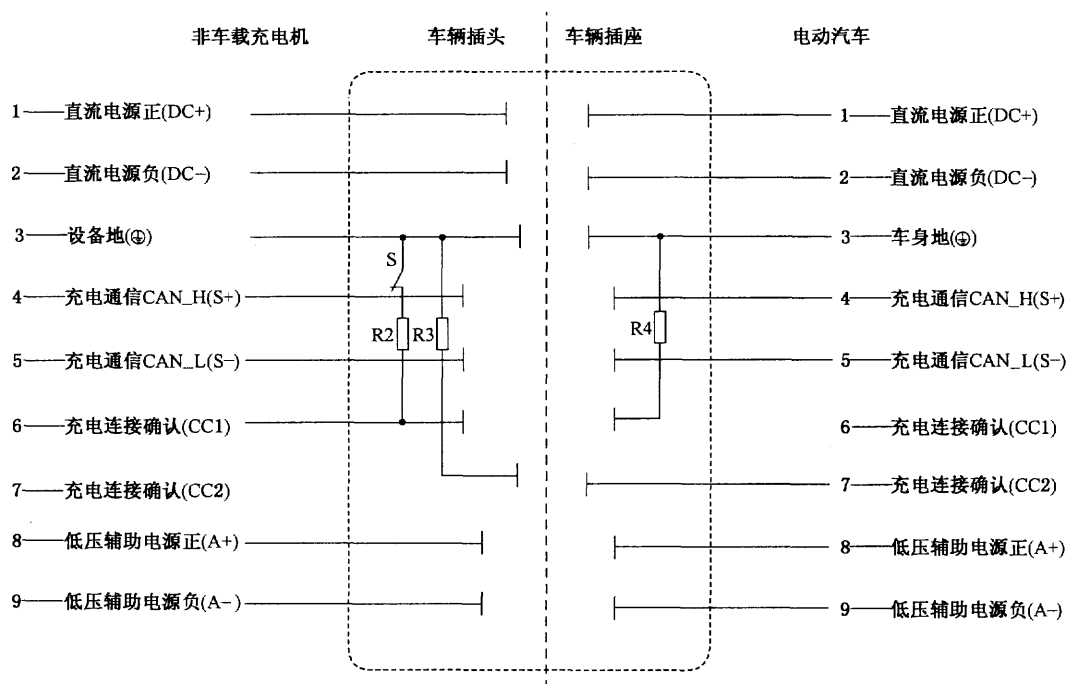 非车载充电机 车辆插头 车辆插座 电动汽车
1——直流电源正(DC+) 1——直流电源正(DC+)
2——直流电源负(DC-) 2——直流电源负(DC-)
3——设备地(⏚) 3——车身地(⏚)
S
4——充电通信CAN_H(S+) 4——充电通信CAN_H(S+)
R2 R3 R4
5——充电通信CAN_L(S-) 5——充电通信CAN_L(S-)
6——充电连接确认(CC1) 6——充电连接确认(CC1)
7——充电连接确认(CC2) 7——充电连接确认(CC2)
8——低压辅助电源正(A+) 8——低压辅助电源正(A+)
9——低压辅助电源负(A-) 9——低压辅助电源负(A-)